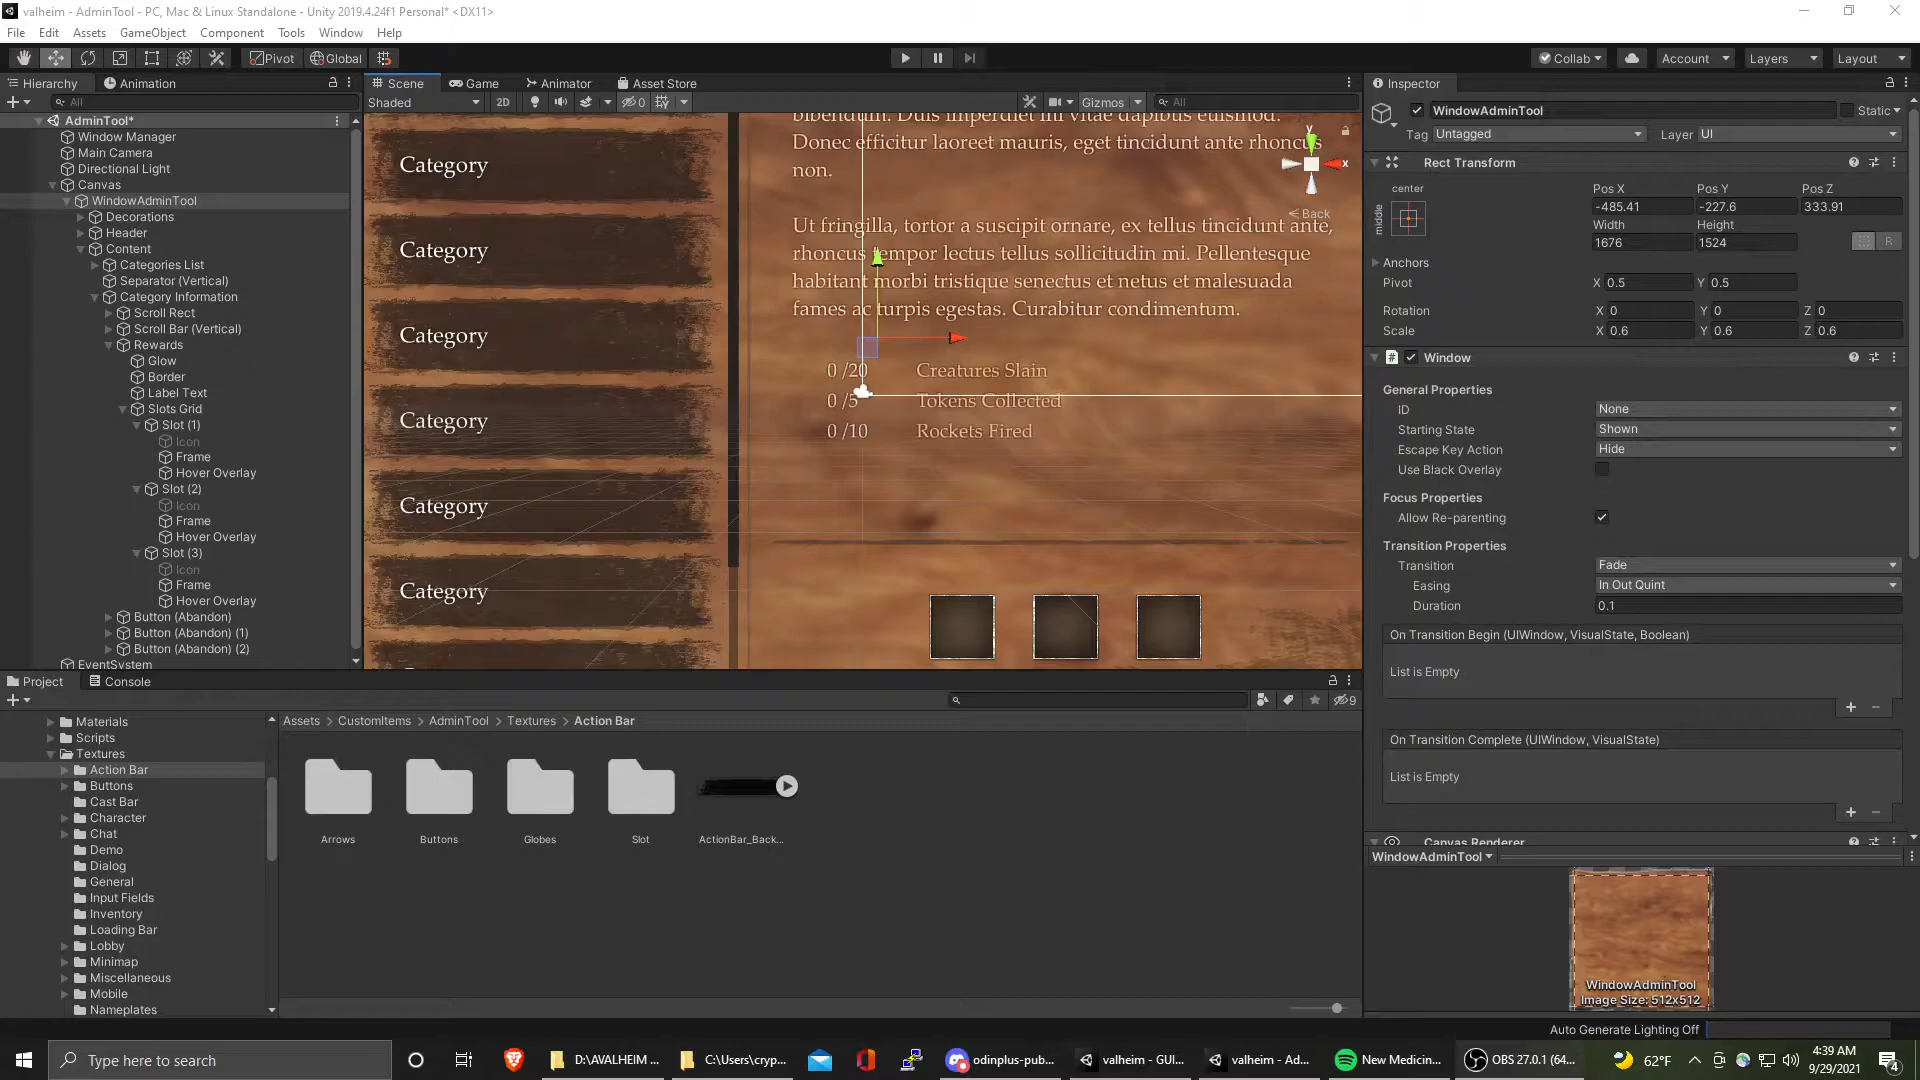 valheim - AdminTool - PC, Mac & Linux Standalone - Unity 2019.4.24f1 Personal* <DX11>
File Edit Assets GameObject Component Tools Window Help
Pivot Global Collab Account Layers Layout
Hierarchy Animation Scene Game Animator Asset Store Inspector
All Shaded 2D 0 Gizmos All
AdminTool*
Window Manager
Main Camera
Directional Light
Canvas
WindowAdminTool
Decorations
Header
Content
Categories List
Separator (Vertical)
Category Information
Scroll Rect
Scroll Bar (Vertical)
Rewards
Glow
Border
Label Text
Slots Grid
Slot (1)
Icon
Frame
Hover Overlay
Slot (2)
Icon
Frame
Hover Overlay
Slot (3)
Icon
Frame
Hover Overlay
Button (Abandon)
Button (Abandon) (1)
Button (Abandon) (2)
EventSystem
Category
Category
Category
Category
Category
Category
bibendum. Duis imperdiet mi vitae dapibus euismod.
Donec efficitur laoreet mauris, eget tincidunt ante rhoncus
non.
Ut fringilla, tortor a suscipit ornare, ex tellus tincidunt ante,
rhoncus tempor lectus tellus sollicitudin mi. Pellentesque
habitant morbi tristique senectus et netus et malesuada
fames ac turpis egestas. Curabitur condimentum.
0 /20 Creatures Slain
0 /5 Tokens Collected
0 /10 Rockets Fired
y
x
< Back
WindowAdminTool Static
Tag Untagged Layer UI
Rect Transform
center Pos X Pos Y Pos Z
middle -485.41 -227.6 333.91
Width Height
1676 1524 R
Anchors
Pivot X 0.5 Y 0.5
Rotation X 0 Y 0 Z 0
Scale X 0.6 Y 0.6 Z 0.6
# Window
General Properties
ID None
Starting State Shown
Escape Key Action Hide
Use Black Overlay
Focus Properties
Allow Re-parenting
Transition Properties
Transition Fade
Easing In Out Quint
Duration 0.1
On Transition Begin (UIWindow, VisualState, Boolean)
List is Empty
On Transition Complete (UIWindow, VisualState)
List is Empty
Canvas Renderer
WindowAdminTool
WindowAdminTool
Image Size: 512x512
Auto Generate Lighting Off
Project Console
9
Materials
Scripts
Textures
Action Bar
Buttons
Cast Bar
Character
Chat
Demo
Dialog
General
Input Fields
Inventory
Loading Bar
Lobby
Minimap
Miscellaneous
Mobile
Nameplates
Assets > CustomItems > AdminTool > Textures > Action Bar
Arrows Buttons Globes Slot ActionBar_Back...
Type here to search
D:\AVALHEIM ... C:\Users\cryp... odinplus-pub... valheim - GUI... valheim - Ad... New Medicin... OBS 27.0.1 (64... 62°F
4:39 AM
9/29/2021
4